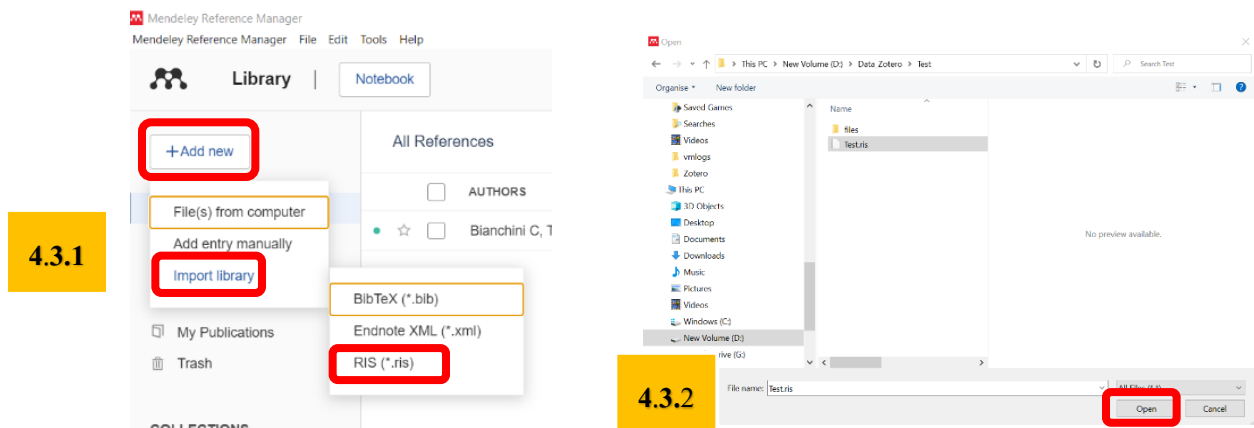 4.3.1
Mendeley Reference Manager
Mendeley Reference Manager File Edit Tools Help
Library | Notebook
+Add new
File(s) from computer
Add entry manually
Import library
My Publications
Trash
COLLECTIONS
All References
AUTHORS
Bianchini C, T
BibTeX (*.bib)
Endnote XML (*.xml)
RIS (*.ris)
4.3.2
Open
This PC > New Volume (D:) > Data Zotero > Test
Search Test
Organise
New folder
Saved Games
Searches
Videos
vmlogs
Zotero
This PC
3D Objects
Desktop
Documents
Downloads
Music
Pictures
Videos
Windows (C:)
New Volume (D:)
rive (G:)
Name
files
Test.ris
No preview available.
File name: Test.ris
All Files (*.*)
Open
Cancel